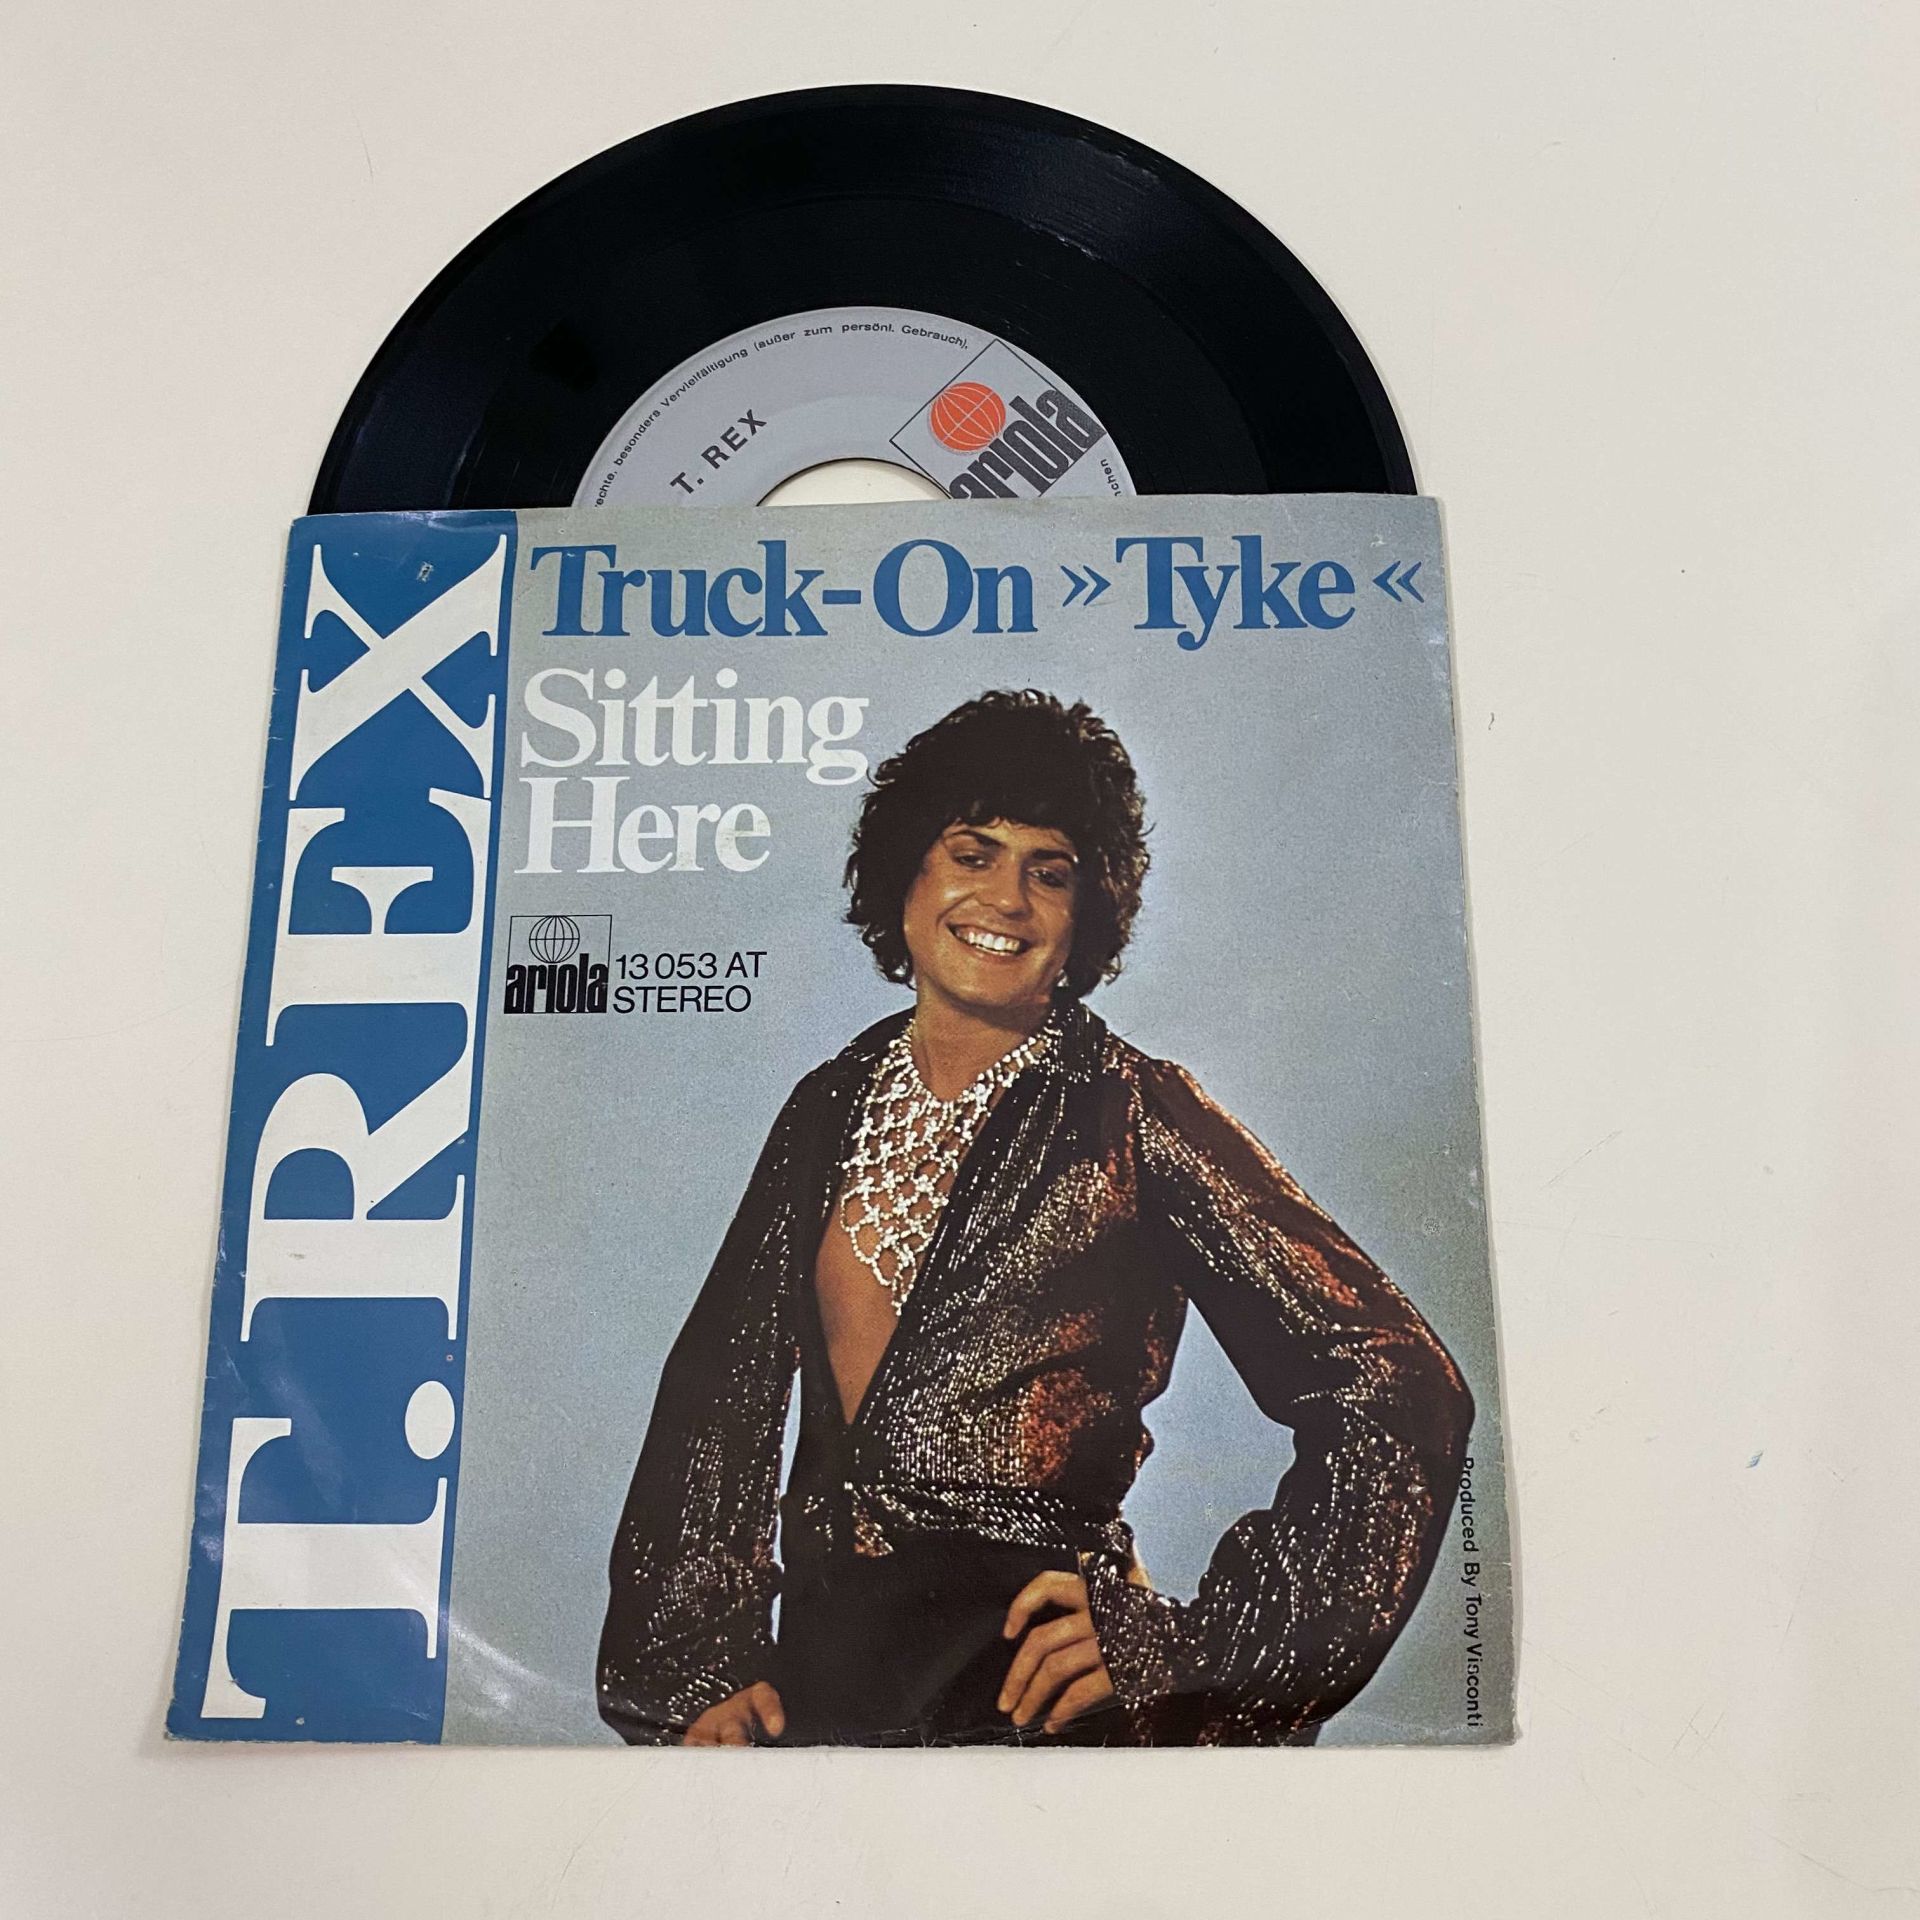 rechte, besonders Vervielfältigung (außer zum persönl. Gebrauch),
T. REX
ariola
T.REX
Truck-On »Tyke«
Sitting
Here
ariola
13 053 AT
STEREO
Produced By Tony Visconti